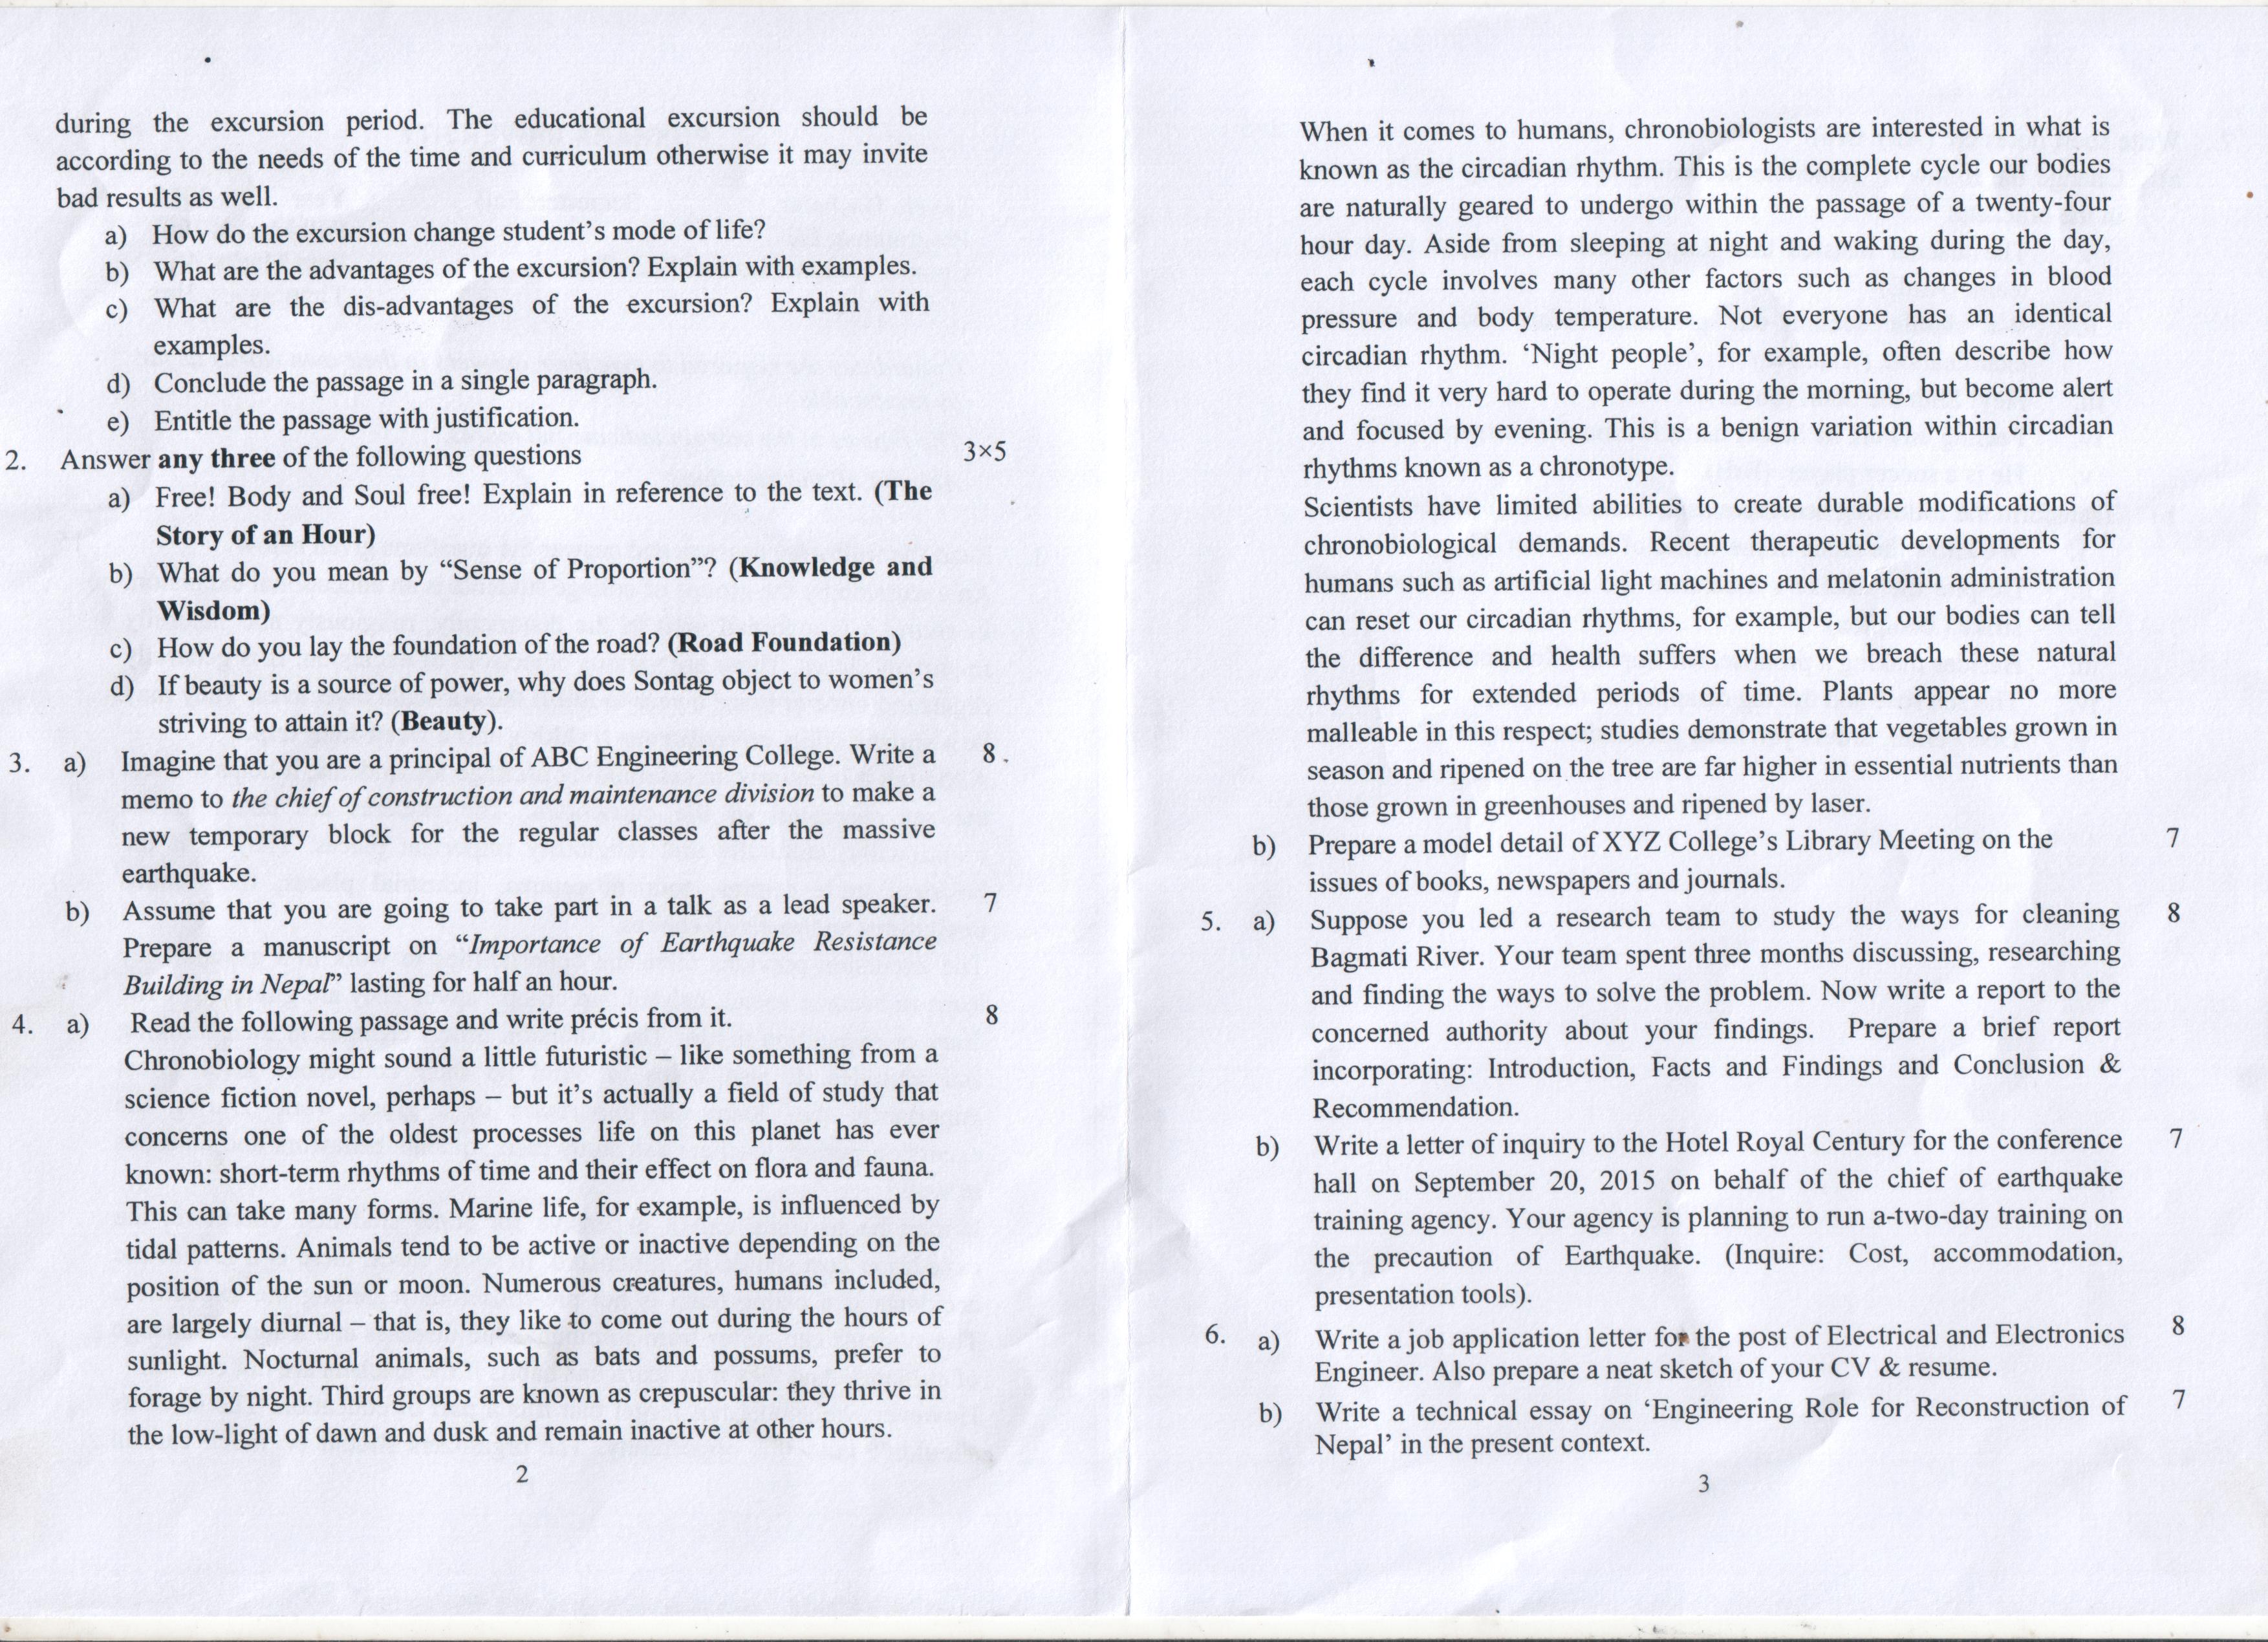 during the excursion period. The educational excursion should be
according to the needs of the time and curriculum otherwise it may invite
bad results as well.
a) How do the excursion change student’s mode of life?
b) What are the advantages of the excursion? Explain with examples.
c) What are the dis-advantages of the excursion? Explain with
examples.
d) Conclude the passage in a single paragraph.
e) Entitle the passage with justification.
2. Answer any three of the following questions 3×5
a) Free! Body and Soul free! Explain in reference to the text. (The
Story of an Hour)
b) What do you mean by “Sense of Proportion”? (Knowledge and
Wisdom)
c) How do you lay the foundation of the road? (Road Foundation)
d) If beauty is a source of power, why does Sontag object to women’s
striving to attain it? (Beauty).
3. a) Imagine that you are a principal of ABC Engineering College. Write a 8
memo to the chief of construction and maintenance division to make a
new temporary block for the regular classes after the massive
earthquake.
b) Assume that you are going to take part in a talk as a lead speaker. 7
Prepare a manuscript on “Importance of Earthquake Resistance
Building in Nepal” lasting for half an hour.
4. a) Read the following passage and write précis from it. 8
Chronobiology might sound a little futuristic – like something from a
science fiction novel, perhaps – but it’s actually a field of study that
concerns one of the oldest processes life on this planet has ever
known: short-term rhythms of time and their effect on flora and fauna.
This can take many forms. Marine life, for example, is influenced by
tidal patterns. Animals tend to be active or inactive depending on the
position of the sun or moon. Numerous creatures, humans included,
are largely diurnal – that is, they like to come out during the hours of
sunlight. Nocturnal animals, such as bats and possums, prefer to
forage by night. Third groups are known as crepuscular: they thrive in
the low-light of dawn and dusk and remain inactive at other hours.
2
When it comes to humans, chronobiologists are interested in what is
known as the circadian rhythm. This is the complete cycle our bodies
are naturally geared to undergo within the passage of a twenty-four
hour day. Aside from sleeping at night and waking during the day,
each cycle involves many other factors such as changes in blood
pressure and body temperature. Not everyone has an identical
circadian rhythm. ‘Night people’, for example, often describe how
they find it very hard to operate during the morning, but become alert
and focused by evening. This is a benign variation within circadian
rhythms known as a chronotype.
Scientists have limited abilities to create durable modifications of
chronobiological demands. Recent therapeutic developments for
humans such as artificial light machines and melatonin administration
can reset our circadian rhythms, for example, but our bodies can tell
the difference and health suffers when we breach these natural
rhythms for extended periods of time. Plants appear no more
malleable in this respect; studies demonstrate that vegetables grown in
season and ripened on the tree are far higher in essential nutrients than
those grown in greenhouses and ripened by laser.
b) Prepare a model detail of XYZ College’s Library Meeting on the 7
issues of books, newspapers and journals.
5. a) Suppose you led a research team to study the ways for cleaning 8
Bagmati River. Your team spent three months discussing, researching
and finding the ways to solve the problem. Now write a report to the
concerned authority about your findings. Prepare a brief report
incorporating: Introduction, Facts and Findings and Conclusion &
Recommendation.
b) Write a letter of inquiry to the Hotel Royal Century for the conference 7
hall on September 20, 2015 on behalf of the chief of earthquake
training agency. Your agency is planning to run a-two-day training on
the precaution of Earthquake. (Inquire: Cost, accommodation,
presentation tools).
6. a) Write a job application letter for the post of Electrical and Electronics 8
Engineer. Also prepare a neat sketch of your CV & resume.
b) Write a technical essay on ‘Engineering Role for Reconstruction of 7
Nepal’ in the present context.
3